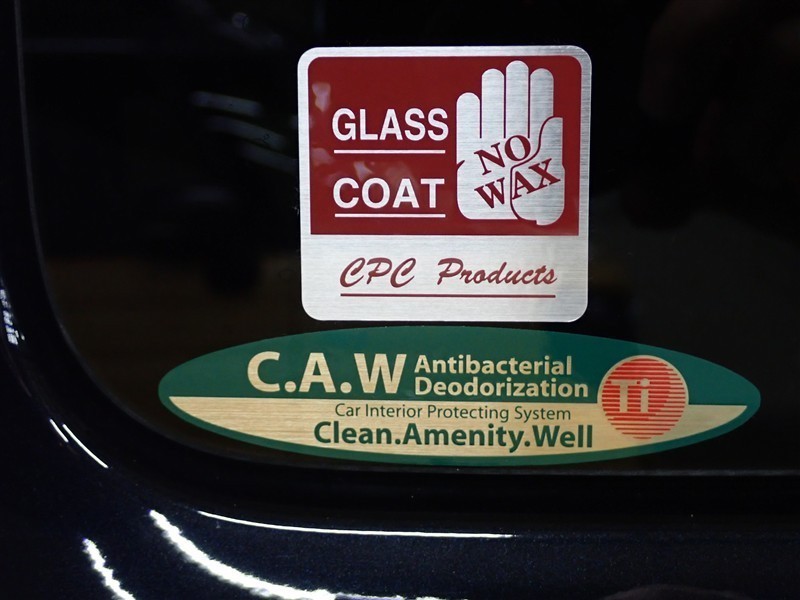 GLASS
COAT
NO
WAX
CPC Products
C.A.W
Antibacterial
Deodorization
Ti
Car Interior Protecting System
Clean.Amenity.Well